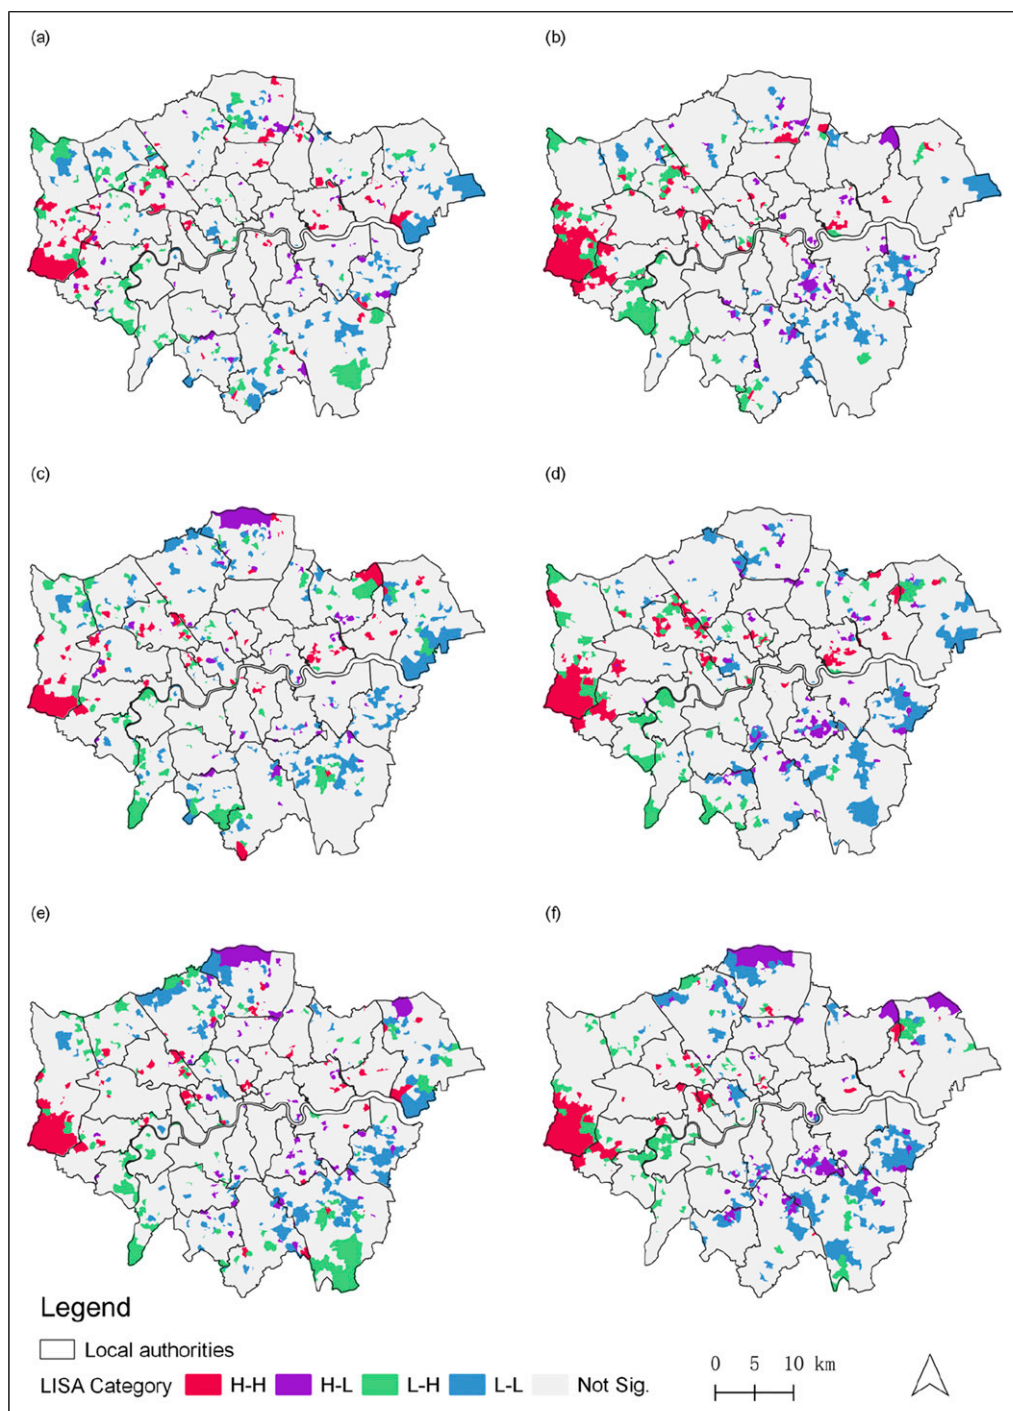 (a) (b)
(c) (d)
(e) (f)
Legend
Local authorities
LISA Category H-H H-L L-H L-L Not Sig.
0 5 10 km